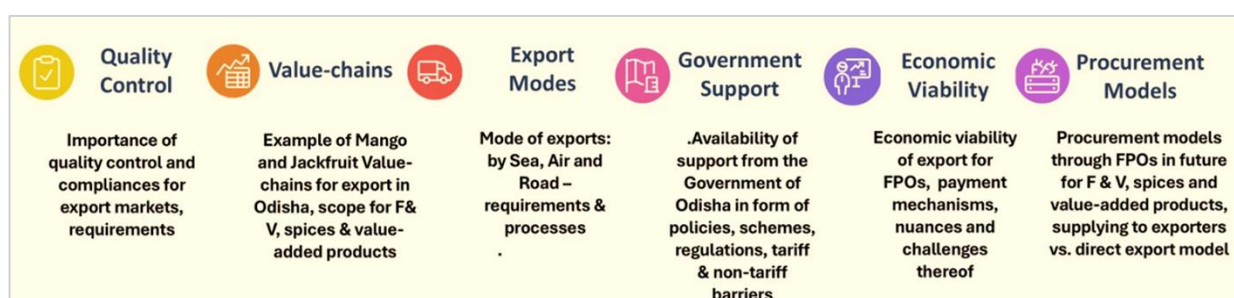 Quality
Control
Importance of
quality control and
compliances for
export markets,
requirements
Value-chains
Example of Mango
and Jackfruit Value-
chains for export in
Odisha, scope for F&
V, spices & value-
added products
Export
Modes
Mode of exports:
by Sea, Air and
Road –
requirements &
processes
.
Government
Support
.Availability of
support from the
Government of
Odisha in form of
policies, schemes,
regulations, tariff
& non-tariff
barriers
Economic
Viability
Economic viability
of export for
FPOs, payment
mechanisms,
nuances and
challenges
thereof
Procurement
Models
Procurement models
through FPOs in future
for F & V, spices and
value-added products,
supplying to exporters
vs. direct export model